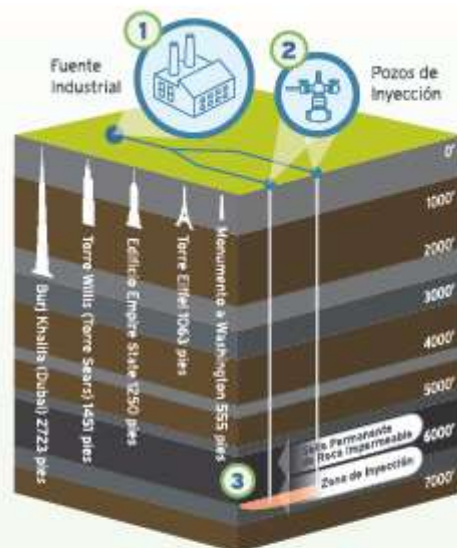 1
Fuente
Industrial
2
Pozos de
Inyección
0'
1000'
2000'
3000'
4000'
5000'
6000'
7000'
Burj Khalifa (Dubai) 2723 pies
Torre Willis (Torre Sears) 1451 pies
Edificio Empire State 1250 pies
Torre Eiffel 1063 pies
Monumento a Washington 555 pies
Permanente
de Roca Impermeable
Zona de Inyección
3